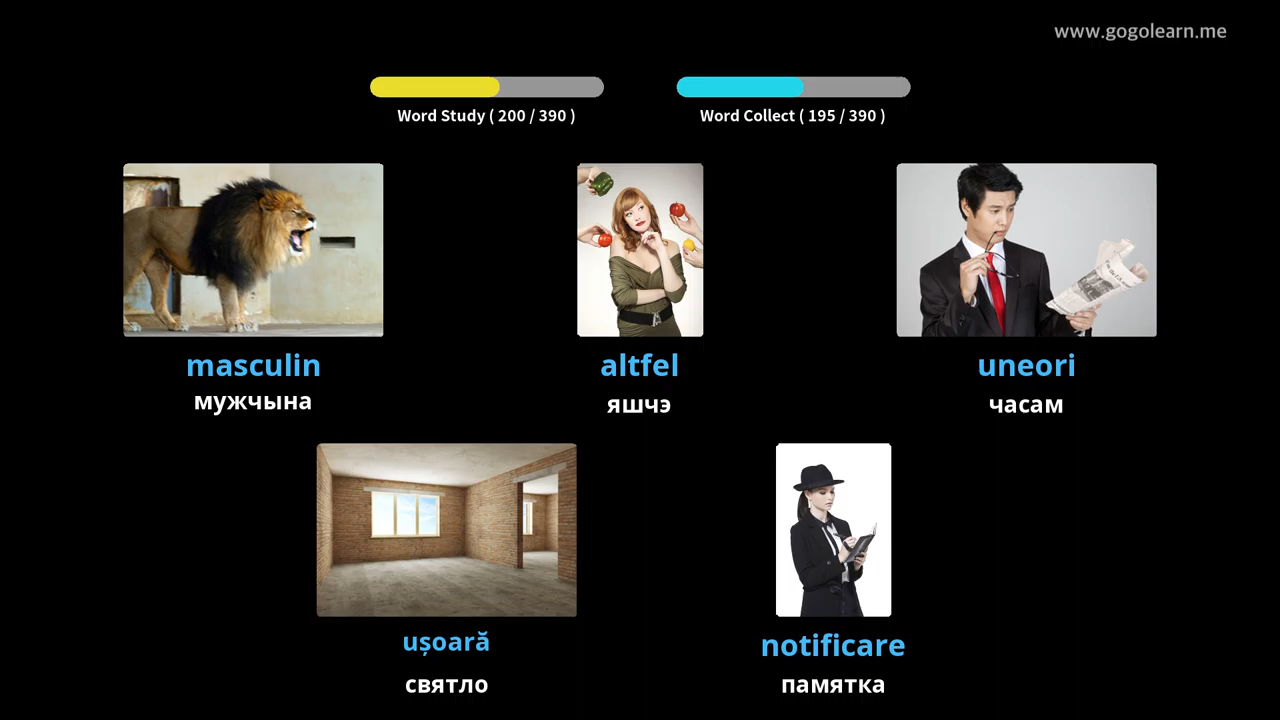 www.gogolearn.me
Word Study ( 200 / 390 )
Word Collect ( 195 / 390 )
masculin
мужчына
altfel
яшчэ
uneori
часам
ușoară
святло
notificare
памятка